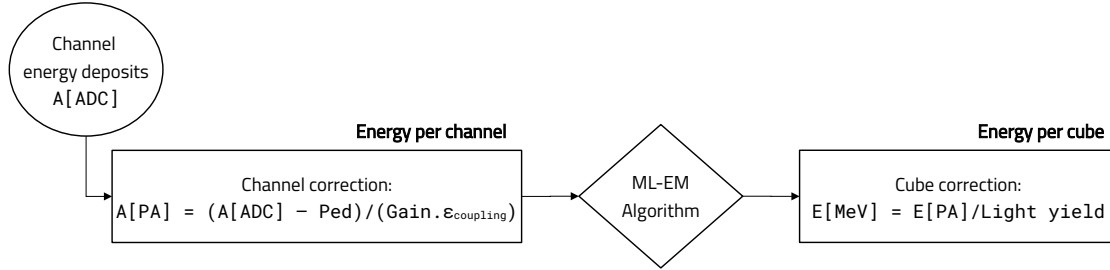 Channel
energy deposits
A[ADC]
Energy per channel
Channel correction:
A[PA] = (A[ADC] − Ped)/(Gain.εcoupling)
ML-EM
Algorithm
Energy per cube
Cube correction:
E[MeV] = E[PA]/Light yield